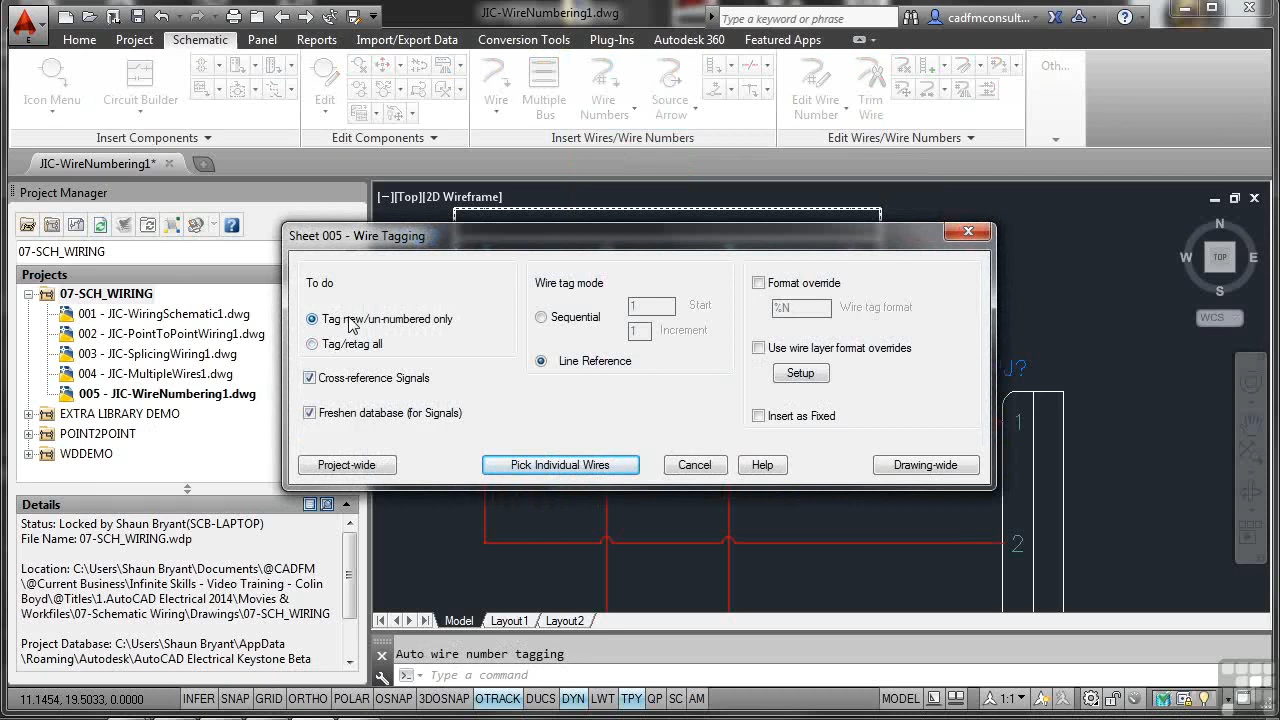 JIC-WireNumbering1.dwg
Type a keyword or phrase
cadfmconsult...
E
Home Project Schematic Panel Reports Import/Export Data Conversion Tools Plug-Ins Autodesk 360 Featured Apps
Icon Menu Circuit Builder Edit Wire Multiple Bus Wire Numbers Source Arrow Edit Wire Number Trim Wire Oth...
Insert Components Edit Components Insert Wires/Wire Numbers Edit Wires/Wire Numbers
JIC-WireNumbering1*
Project Manager
[−][Top][2D Wireframe]
07-SCH_WIRING
Projects
07-SCH_WIRING
001 - JIC-WiringSchematic1.dwg
002 - JIC-PointToPointWiring1.dwg
003 - JIC-SplicingWiring1.dwg
004 - JIC-MultipleWires1.dwg
005 - JIC-WireNumbering1.dwg
EXTRA LIBRARY DEMO
POINT2POINT
WDDEMO
Details
Status: Locked by Shaun Bryant(SCB-LAPTOP)
File Name: 07-SCH_WIRING.wdp
Location: C:\Users\Shaun Bryant\Documents\@CADFM
\@Current Business\Infinite Skills - Video Training - Colin
Boyd\@Titles\1.AutoCAD Electrical 2014\Movies &
Workfiles\07-Schematic Wiring\Drawings\07-SCH_WIRING
Project Database: C:\Users\Shaun Bryant\AppData
\Roaming\Autodesk\AutoCAD Electrical Keystone Beta
Sheet 005 - Wire Tagging
To do
Tag new/un-numbered only
Tag/retag all
Cross-reference Signals
Freshen database (for Signals)
Wire tag mode
Sequential
1 Start
1 Increment
Line Reference
Format override
%N Wire tag format
Use wire layer format overrides
Setup
Insert as Fixed
Project-wide Pick Individual Wires Cancel Help Drawing-wide
N
W TOP E
S
WCS
J?
1
2
Model Layout1 Layout2
Auto wire number tagging
Type a command
11.1454, 19.5033, 0.0000 INFER SNAP GRID ORTHO POLAR OSNAP 3DOSNAP OTRACK DUCS DYN LWT TPY QP SC AM MODEL 1:1